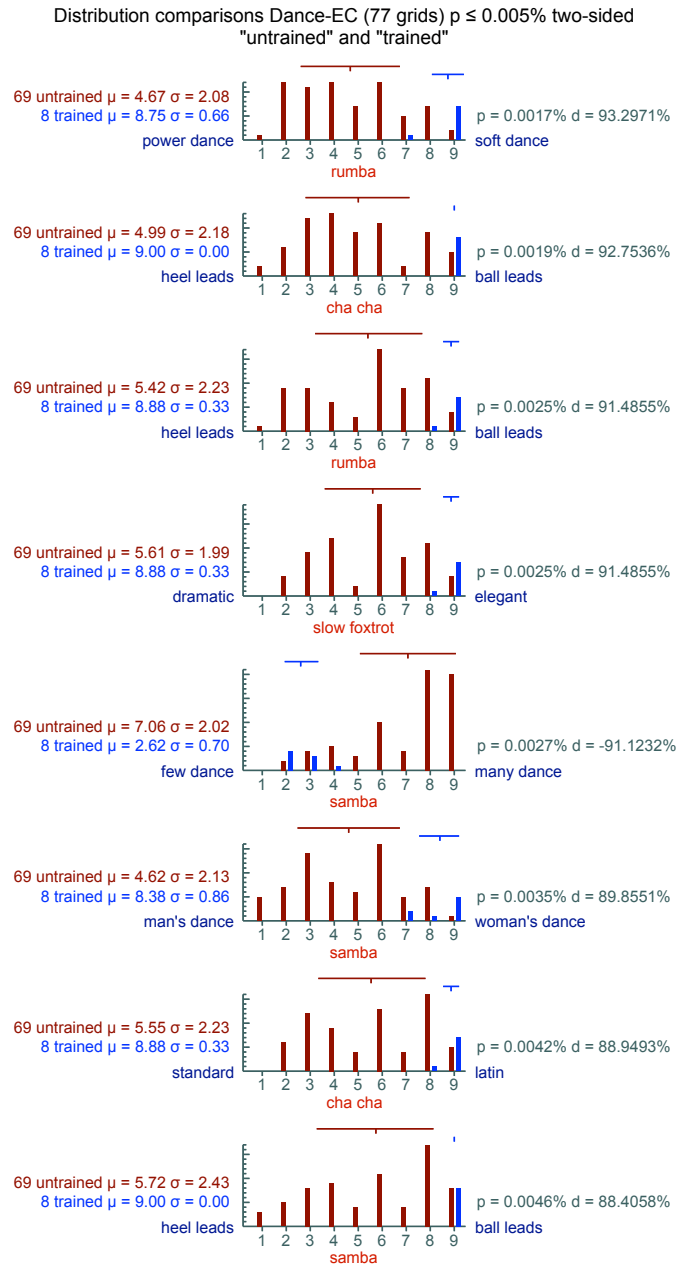 Distribution comparisons Dance-EC (77 grids) p ≤ 0.005% two-sided
"untrained" and "trained"
69 untrained μ = 4.67 σ = 2.08
8 trained μ = 8.75 σ = 0.66
p = 0.0017% d = 93.2971%
power dance
soft dance
1 2 3 4 5 6 7 8 9
rumba
69 untrained μ = 4.99 σ = 2.18
8 trained μ = 9.00 σ = 0.00
p = 0.0019% d = 92.7536%
heel leads
ball leads
1 2 3 4 5 6 7 8 9
cha cha
69 untrained μ = 5.42 σ = 2.23
8 trained μ = 8.88 σ = 0.33
p = 0.0025% d = 91.4855%
heel leads
ball leads
1 2 3 4 5 6 7 8 9
rumba
69 untrained μ = 5.61 σ = 1.99
8 trained μ = 8.88 σ = 0.33
p = 0.0025% d = 91.4855%
dramatic
elegant
1 2 3 4 5 6 7 8 9
slow foxtrot
69 untrained μ = 7.06 σ = 2.02
8 trained μ = 2.62 σ = 0.70
p = 0.0027% d = -91.1232%
few dance
many dance
1 2 3 4 5 6 7 8 9
samba
69 untrained μ = 4.62 σ = 2.13
8 trained μ = 8.38 σ = 0.86
p = 0.0035% d = 89.8551%
man's dance
woman's dance
1 2 3 4 5 6 7 8 9
samba
69 untrained μ = 5.55 σ = 2.23
8 trained μ = 8.88 σ = 0.33
p = 0.0042% d = 88.9493%
standard
latin
1 2 3 4 5 6 7 8 9
cha cha
69 untrained μ = 5.72 σ = 2.43
8 trained μ = 9.00 σ = 0.00
p = 0.0046% d = 88.4058%
heel leads
ball leads
1 2 3 4 5 6 7 8 9
samba